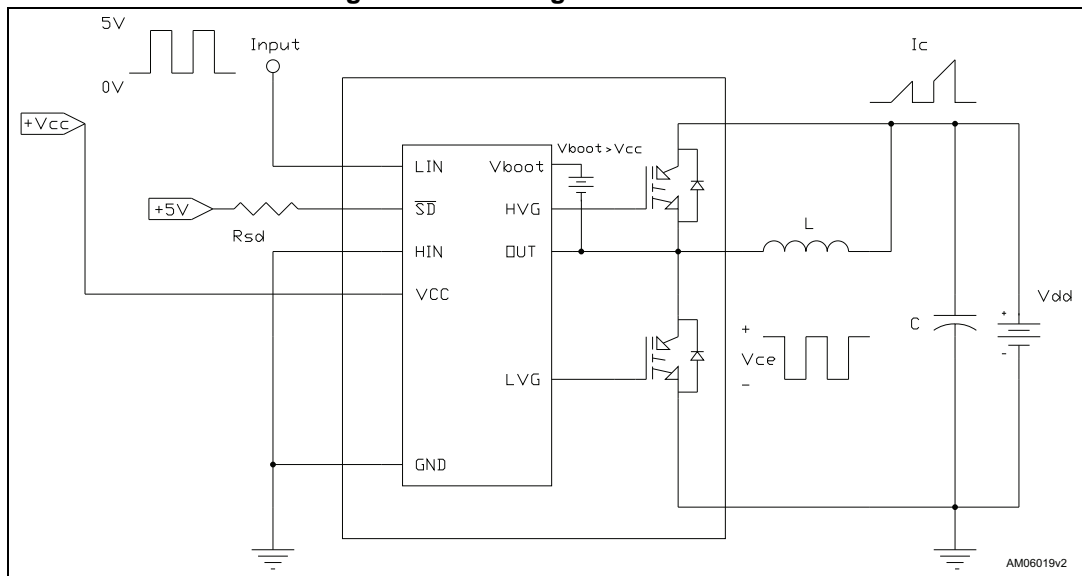 5V
0V
Input
Ic
+Vcc
Vboot>Vcc
LIN
Vboot
+5V
Rsd
SD
HVG
HIN
OUT
L
VCC
Vdd
C
+
-
+
Vce
-
LVG
GND
AM06019v2